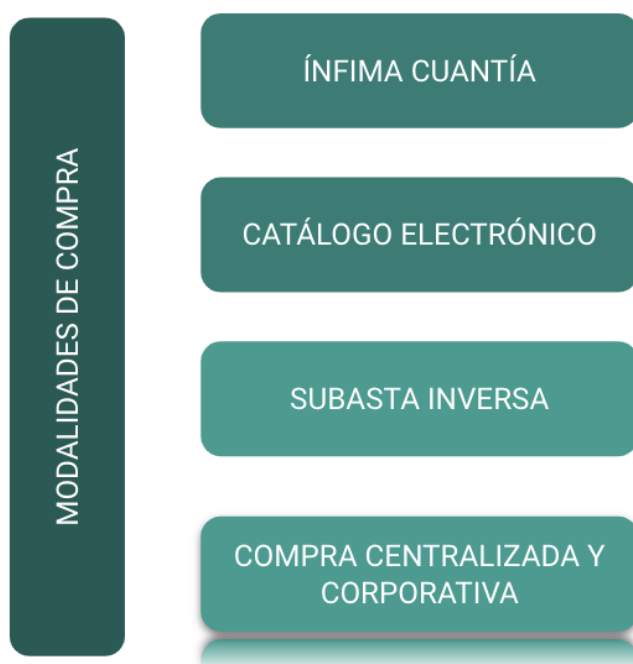 MODALIDADES DE COMPRA
ÍNFIMA CUANTÍA
CATÁLOGO ELECTRÓNICO
SUBASTA INVERSA
COMPRA CENTRALIZADA Y
CORPORATIVA